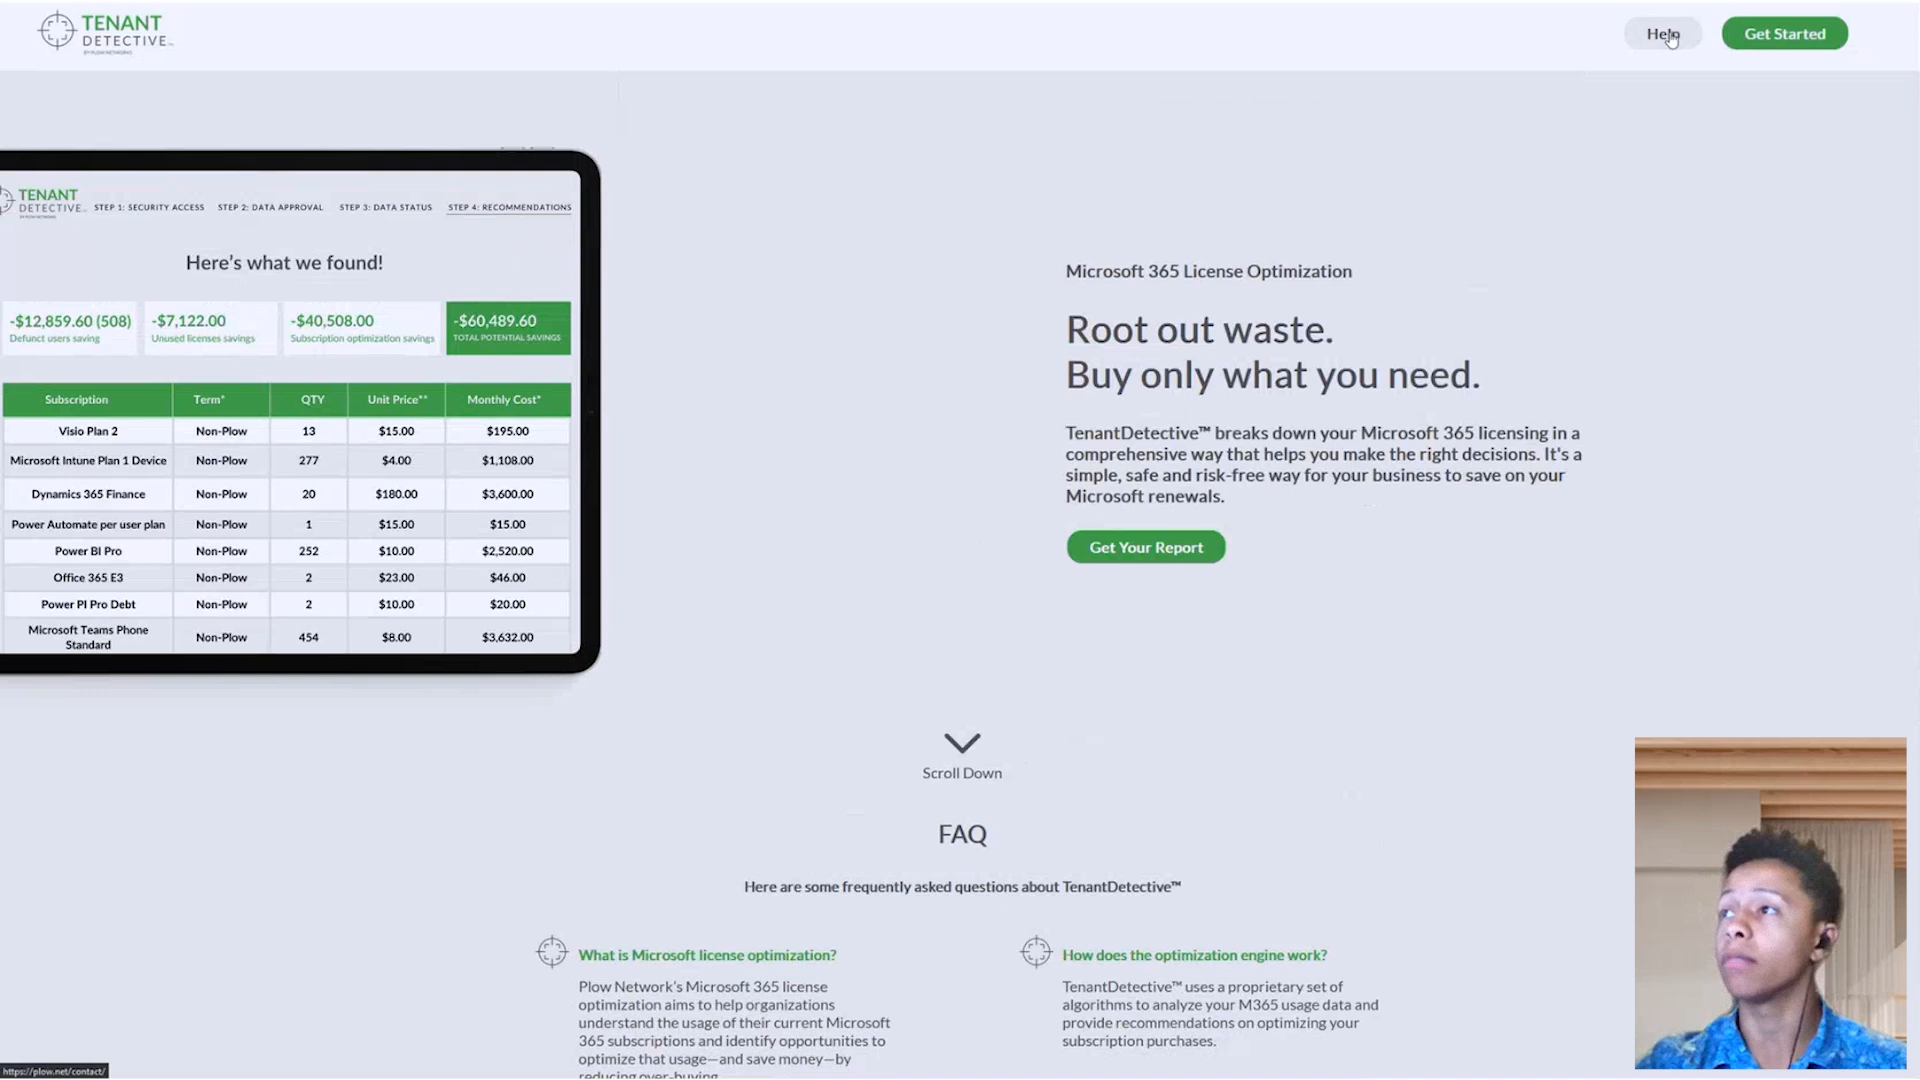 TENANT
DETECTIVE™
BY PLOW NETWORKS
Help
Get Started
TENANT
DETECTIVE
BY PLOW NETWORKS
STEP 1: SECURITY ACCESS STEP 2: DATA APPROVAL STEP 3: DATA STATUS STEP 4: RECOMMENDATIONS
Here's what we found!
-$12,859.60 (508) -$7,122.00 -$40,508.00 -$60,489.60
Defunct users saving Unused licenses savings Subscription optimization savings TOTAL POTENTIAL SAVINGS
Subscription Term* QTY Unit Price** Monthly Cost*
Visio Plan 2 Non-Plow 13 $15.00 $195.00
Microsoft Intune Plan 1 Device Non-Plow 277 $4.00 $1,108.00
Dynamics 365 Finance Non-Plow 20 $180.00 $3,600.00
Power Automate per user plan Non-Plow 1 $15.00 $15.00
Power BI Pro Non-Plow 252 $10.00 $2,520.00
Office 365 E3 Non-Plow 2 $23.00 $46.00
Power PI Pro Debt Non-Plow 2 $10.00 $20.00
Microsoft Teams Phone
Standard Non-Plow 454 $8.00 $3,632.00
Microsoft 365 License Optimization
Root out waste.
Buy only what you need.
TenantDetective™ breaks down your Microsoft 365 licensing in a
comprehensive way that helps you make the right decisions. It's a
simple, safe and risk-free way for your business to save on your
Microsoft renewals.
Get Your Report
Scroll Down
FAQ
Here are some frequently asked questions about TenantDetective™
What is Microsoft license optimization?
Plow Network's Microsoft 365 license
optimization aims to help organizations
understand the usage of their current Microsoft
365 subscriptions and identify opportunities to
optimize that usage—and save money—by
reducing over-buying
How does the optimization engine work?
TenantDetective™ uses a proprietary set of
algorithms to analyze your M365 usage data and
provide recommendations on optimizing your
subscription purchases.
https://plow.net/contact/